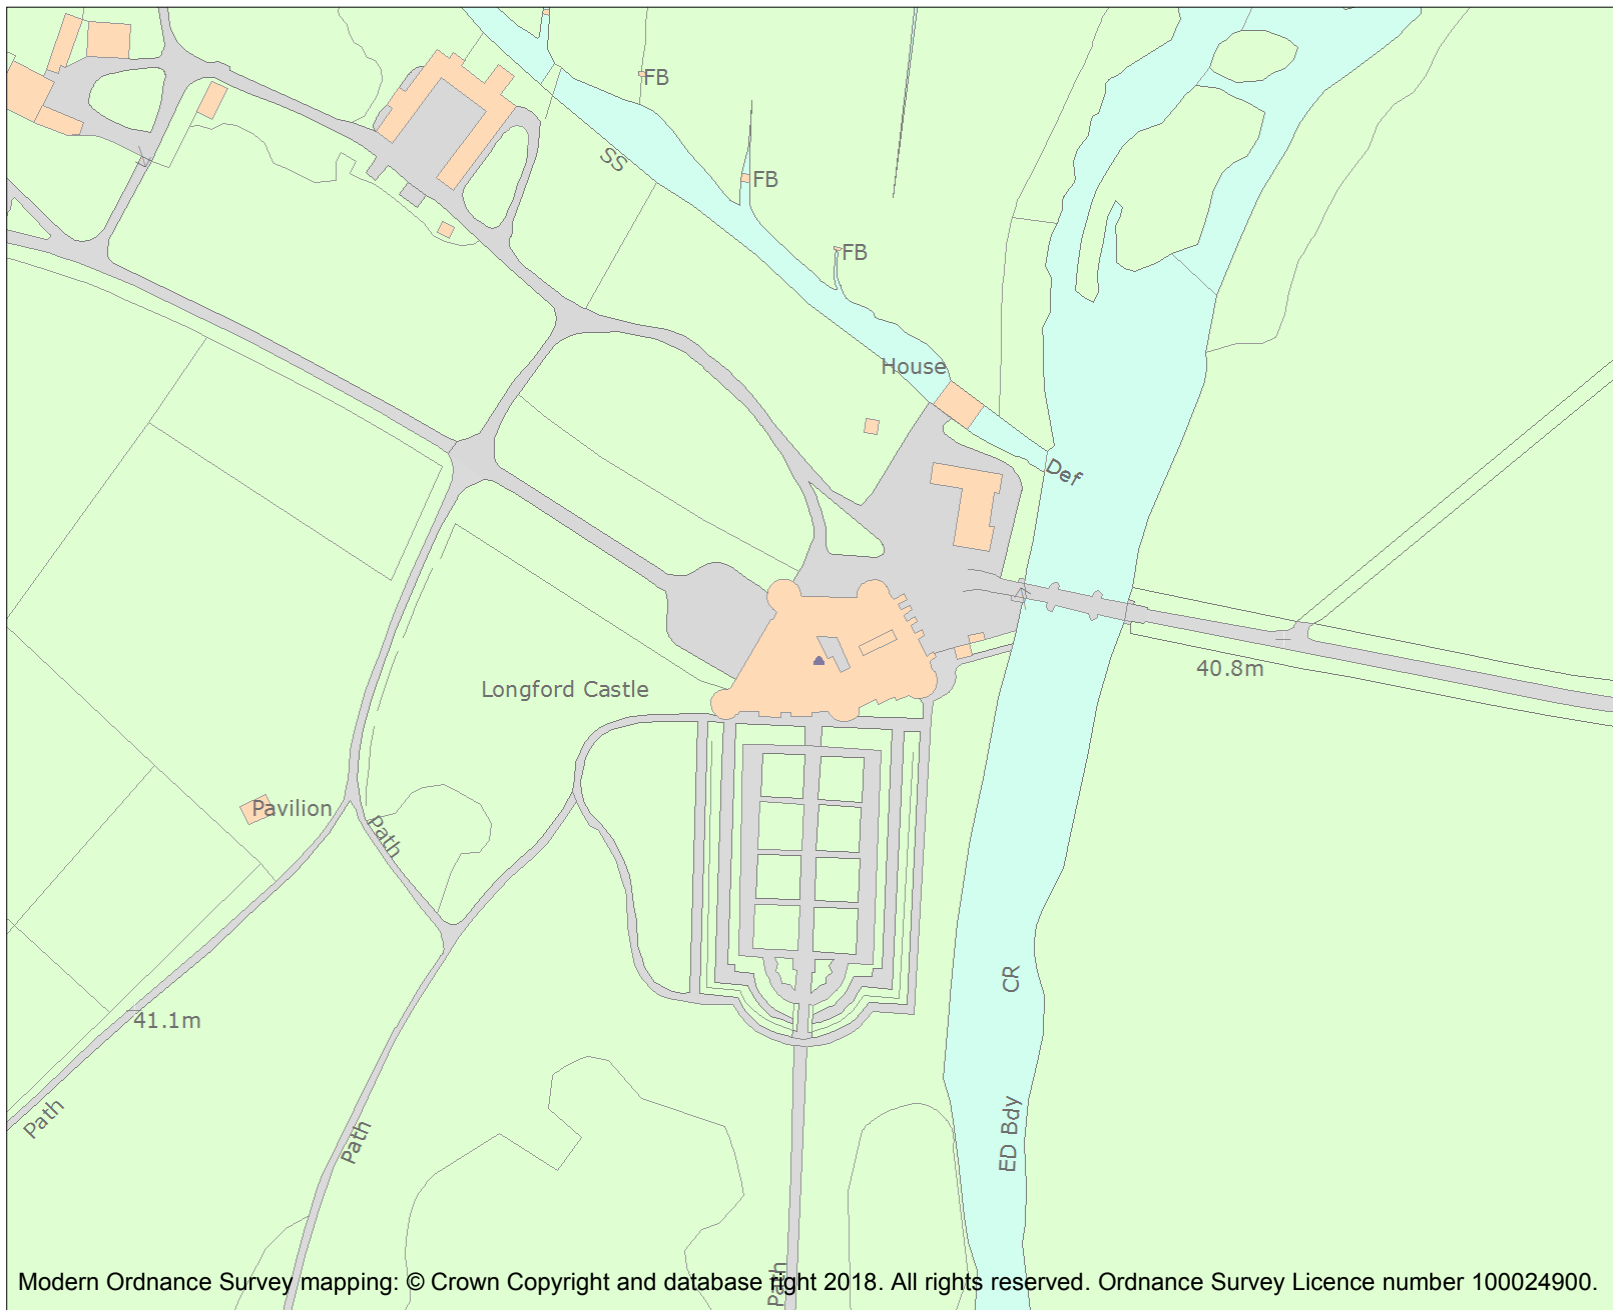 FB
SS
FB
FB
House
Def
40.8m
Longford Castle
Pavilion
Path
CR
41.1m
Path
Path
ED Bdy
Path
Modern Ordnance Survey mapping: © Crown Copyright and database right 2018. All rights reserved. Ordnance Survey Licence number 100024900.